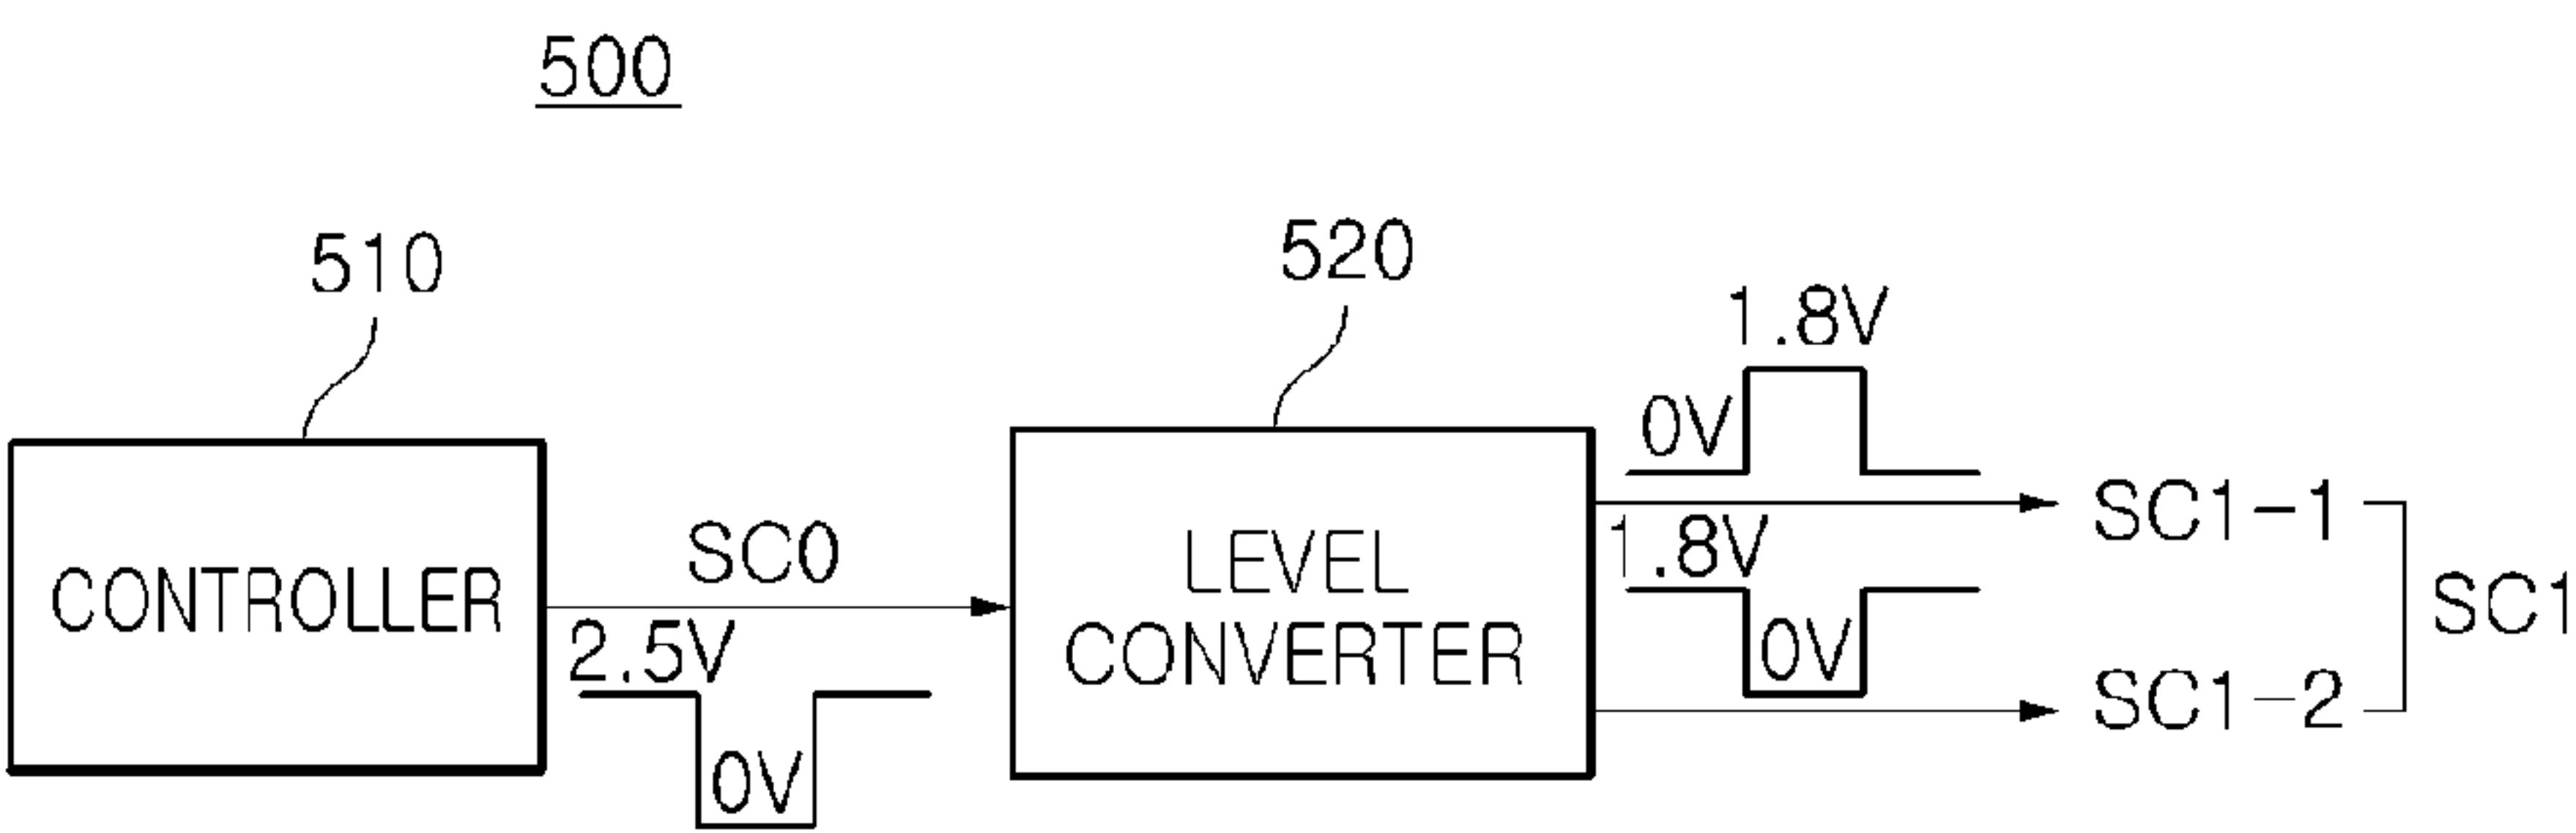 500
510
520
1.8V
0V
SC1-1
CONTROLLER
SC0
LEVEL
CONVERTER
1.8V
SC1
2.5V
0V
SC1-2
0V